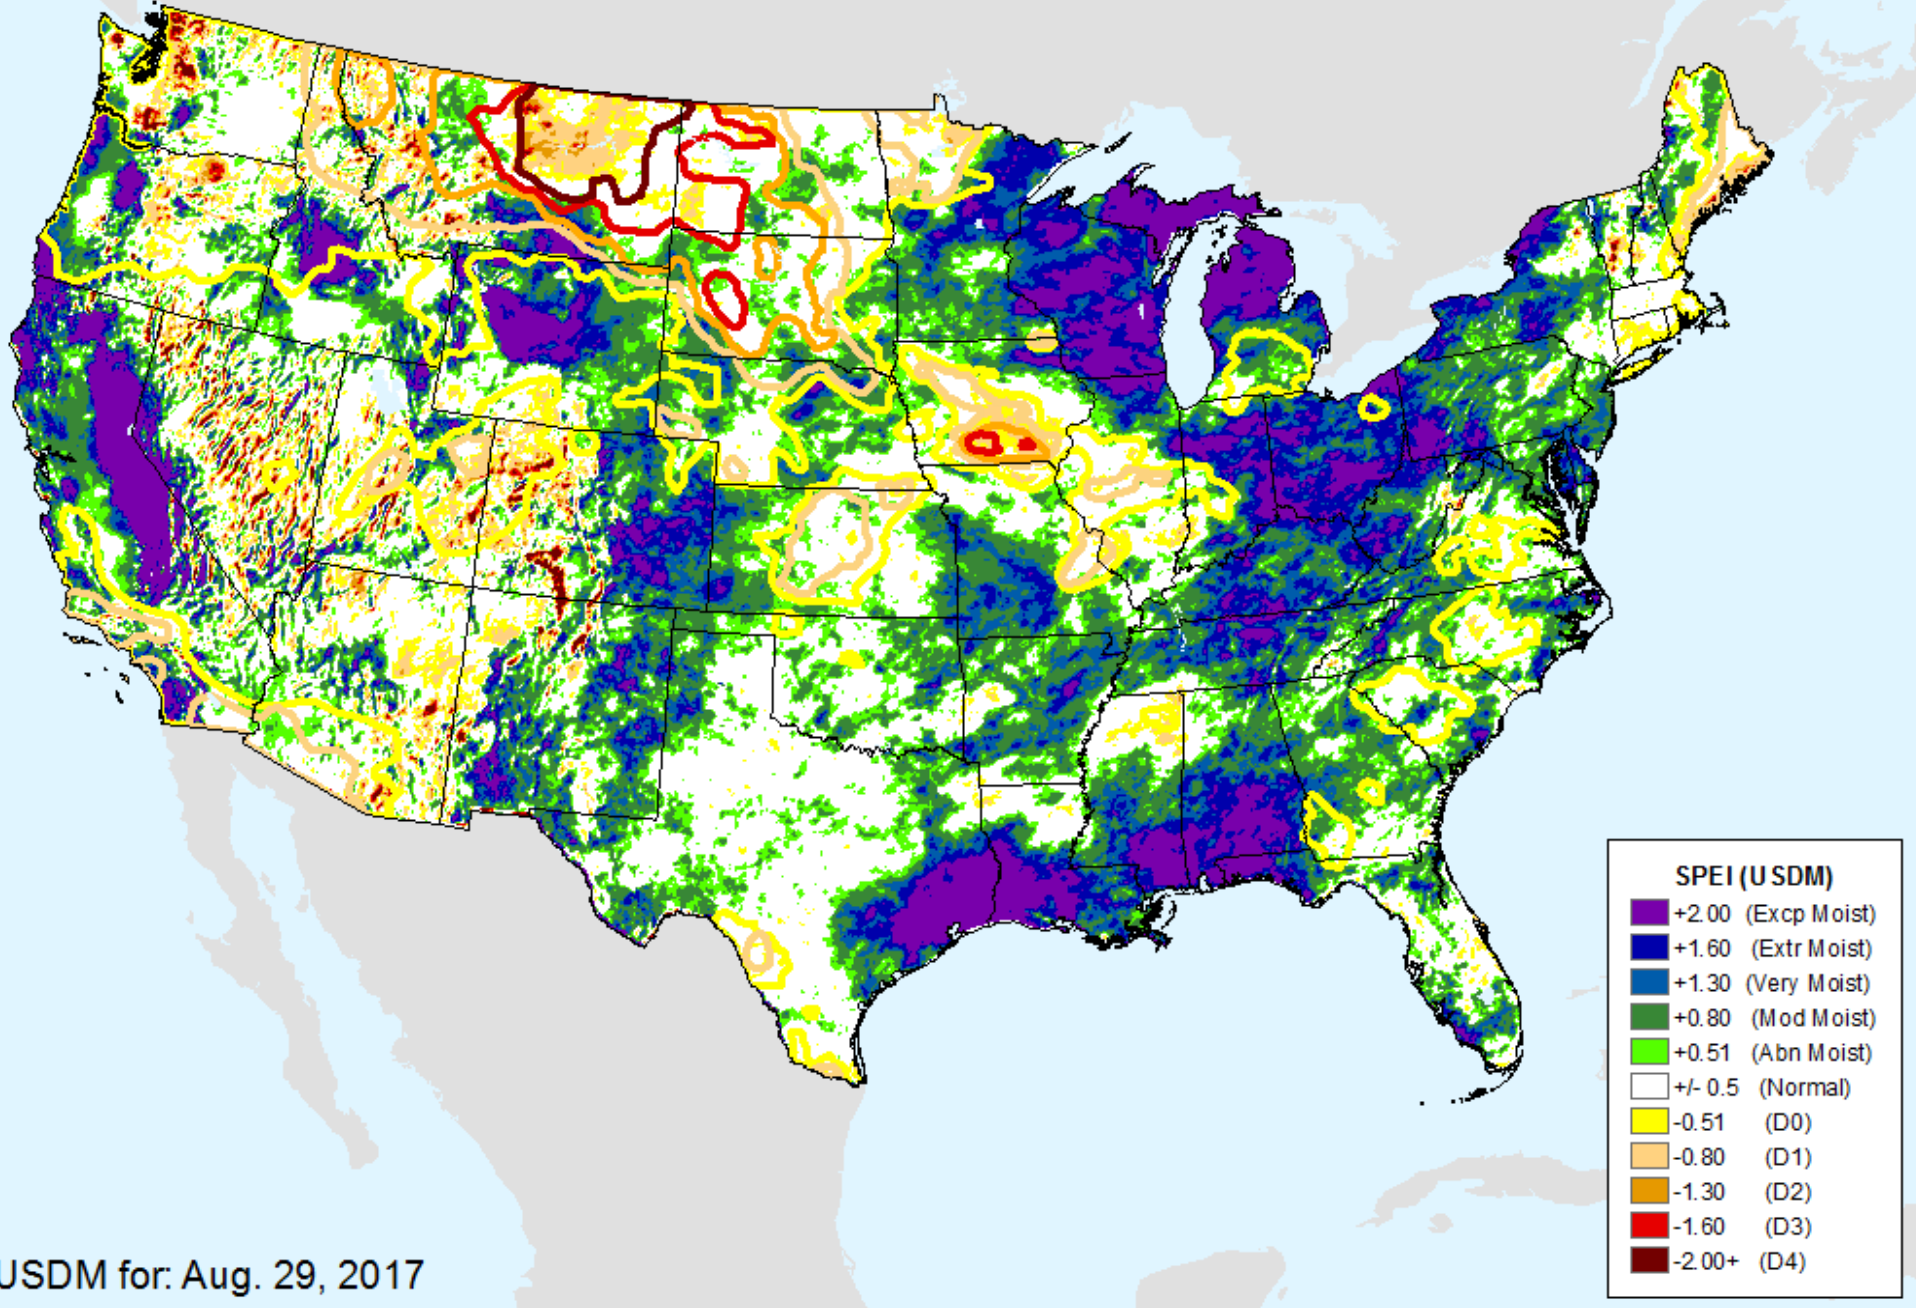 SPEI (USDM)
+2.00 (Excp Moist)
+1.60 (Extr Moist)
+1.30 (Very Moist)
+0.80 (Mod Moist)
+0.51 (Abn Moist)
+/- 0.5 (Normal)
-0.51 (D0)
-0.80 (D1)
-1.30 (D2)
-1.60 (D3)
-2.00+ (D4)
USDM for: Aug. 29, 2017